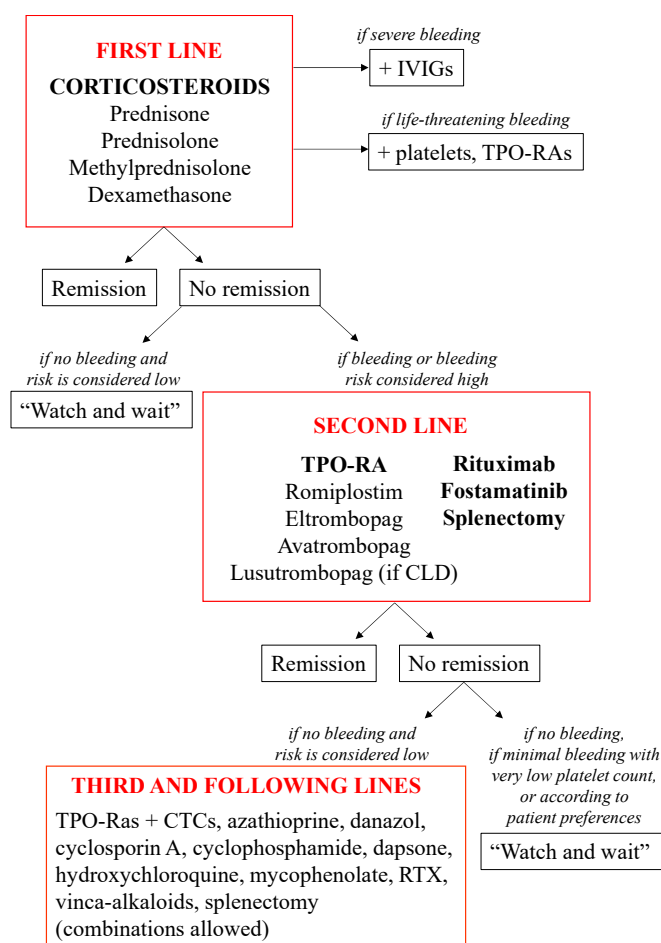 FIRST LINE
CORTICOSTEROIDS
Prednisone
Prednisolone
Methylprednisolone
Dexamethasone
if severe bleeding
+ IVIGs
if life-threatening bleeding
+ platelets, TPO-RAs
Remission
No remission
if no bleeding and
risk is considered low
“Watch and wait”
if bleeding or bleeding
risk considered high
SECOND LINE
TPO-RA
Romiplostim
Eltrombopag
Avatrombopag
Lusutrombopag (if CLD)
Rituximab
Fostamatinib
Splenectomy
Remission
No remission
if no bleeding and
risk is considered low
THIRD AND FOLLOWING LINES
TPO-Ras + CTCs, azathioprine, danazol,
cyclosporin A, cyclophosphamide, dapsone,
hydroxychloroquine, mycophenolate, RTX,
vinca-alkaloids, splenectomy
(combinations allowed)
if no bleeding,
if minimal bleeding with
very low platelet count,
or according to
patient preferences
“Watch and wait”